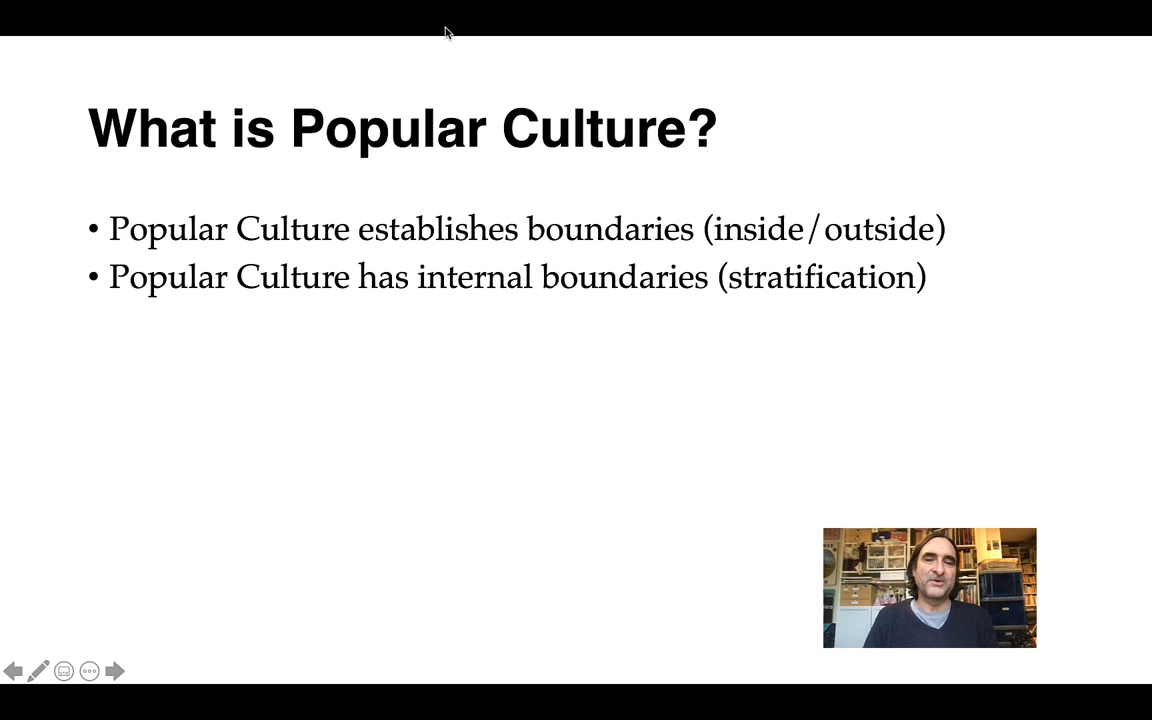 What is Popular Culture?
• Popular Culture establishes boundaries (inside/outside)
• Popular Culture has internal boundaries (stratification)